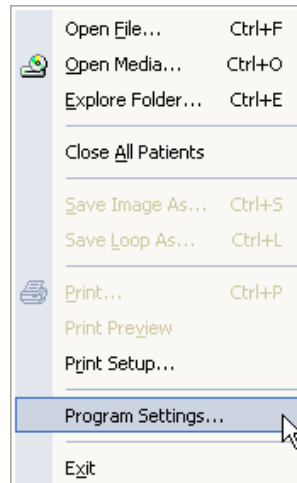 Open File... Ctrl+F
Open Media... Ctrl+O
Explore Folder... Ctrl+E
Close All Patients
Save Image As... Ctrl+S
Save Loop As... Ctrl+L
Print... Ctrl+P
Print Preview
Print Setup...
Program Settings...
Exit